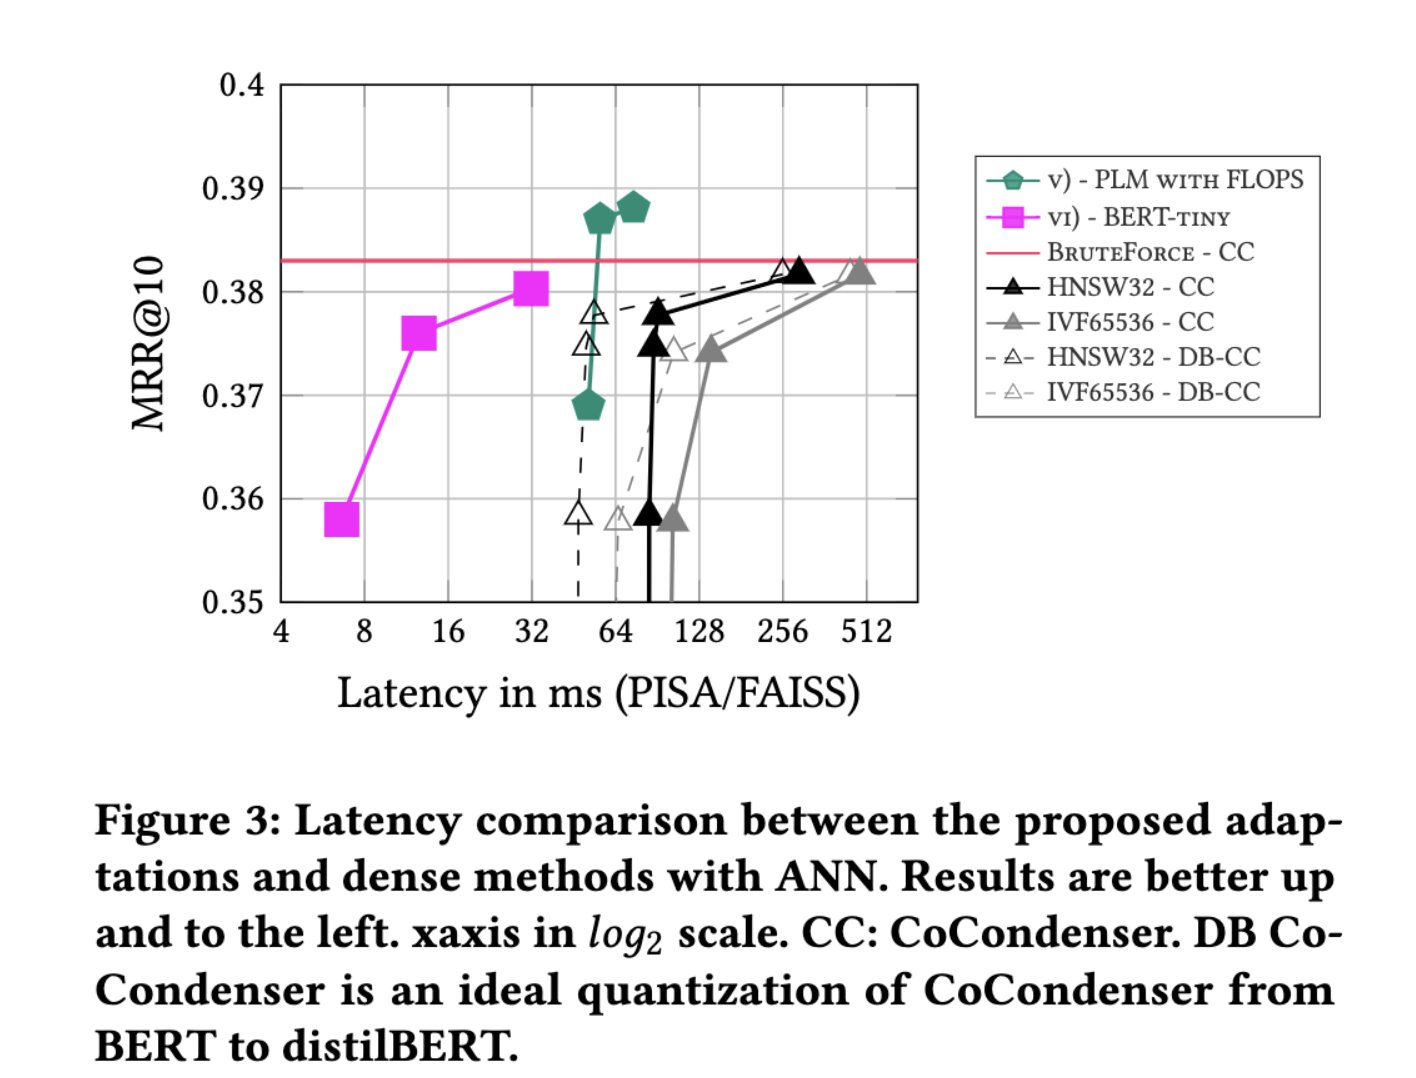 0.4
0.39
0.38
0.37
0.36
0.35
MRR@10
4 8 16 32 64 128 256 512
Latency in ms (PISA/FAISS)
v) - PLM with FLOPS
vi) - BERT-tiny
BruteForce - CC
HNSW32 - CC
IVF65536 - CC
HNSW32 - DB-CC
IVF65536 - DB-CC
Figure 3: Latency comparison between the proposed adap-
tations and dense methods with ANN. Results are better up
and to the left. xaxis in log₂ scale. CC: CoCondenser. DB Co-
Condenser is an ideal quantization of CoCondenser from
BERT to distilBERT.